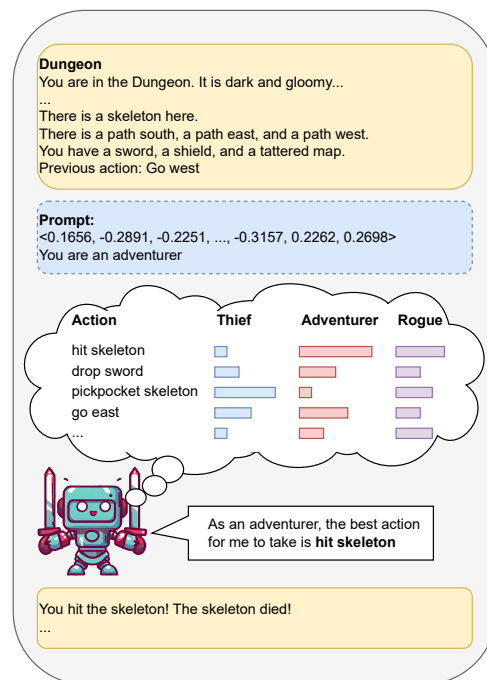 Dungeon
You are in the Dungeon. It is dark and gloomy...
...
There is a skeleton here.
There is a path south, a path east, and a path west.
You have a sword, a shield, and a tattered map.
Previous action: Go west
Prompt:
<0.1656, -0.2891, -0.2251, ..., -0.3157, 0.2262, 0.2698>
You are an adventurer
Action Thief Adventurer Rogue
hit skeleton
drop sword
pickpocket skeleton
go east
...
As an adventurer, the best action
for me to take is hit skeleton
You hit the skeleton! The skeleton died!
...